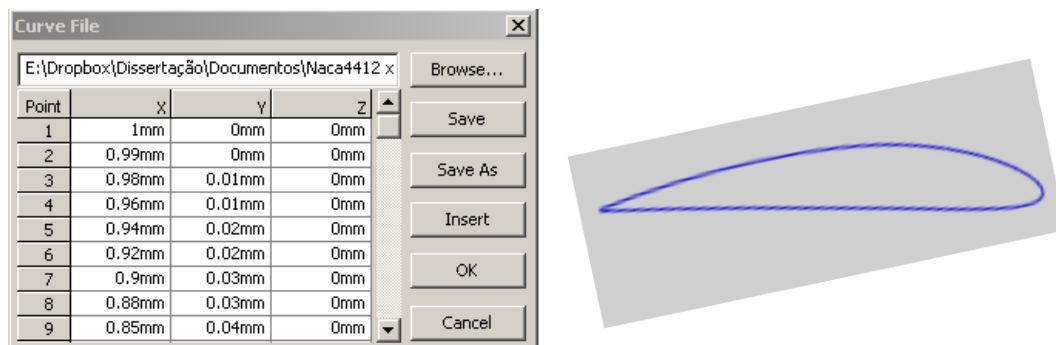 Curve File
E:\Dropbox\Dissertação\Documentos\Naca4412 x
Browse...
Point X Y Z
1 1mm 0mm 0mm
2 0.99mm 0mm 0mm
3 0.98mm 0.01mm 0mm
4 0.96mm 0.01mm 0mm
5 0.94mm 0.02mm 0mm
6 0.92mm 0.02mm 0mm
7 0.9mm 0.03mm 0mm
8 0.88mm 0.03mm 0mm
9 0.85mm 0.04mm 0mm
Save
Save As
Insert
OK
Cancel